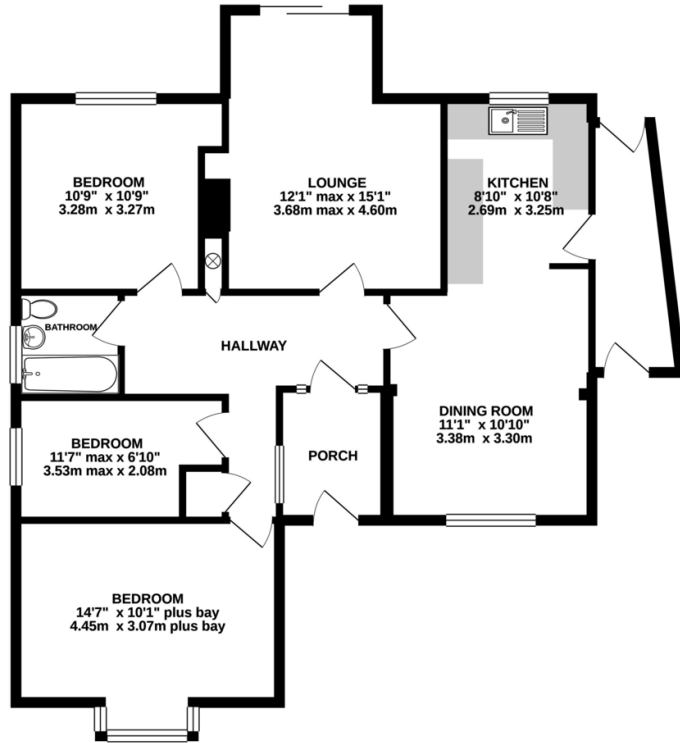 BEDROOM
10'9" x 10'9"
3.28m x 3.27m
LOUNGE
12'1" max x 15'1"
3.68m max x 4.60m
KITCHEN
8'10" x 10'8"
2.69m x 3.25m
BATHROOM
HALLWAY
DINING ROOM
11'1" x 10'10"
3.38m x 3.30m
BEDROOM
11'7" max x 6'10"
3.53m max x 2.08m
PORCH
BEDROOM
14'7" x 10'1" plus bay
4.45m x 3.07m plus bay